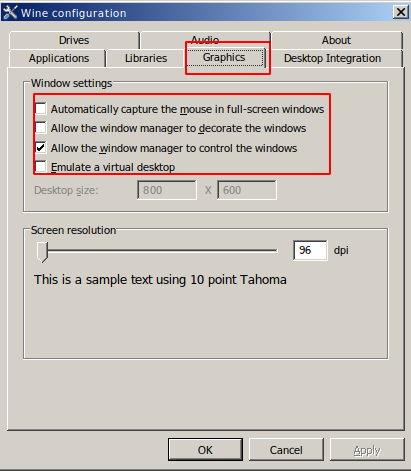 Wine configuration
Drives Audio About
Applications Libraries Graphics Desktop Integration
Window settings
Automatically capture the mouse in full-screen windows
Allow the window manager to decorate the windows
Allow the window manager to control the windows
Emulate a virtual desktop
Desktop size: 800 X 600
Screen resolution
96 dpi
This is a sample text using 10 point Tahoma
OK Cancel Apply